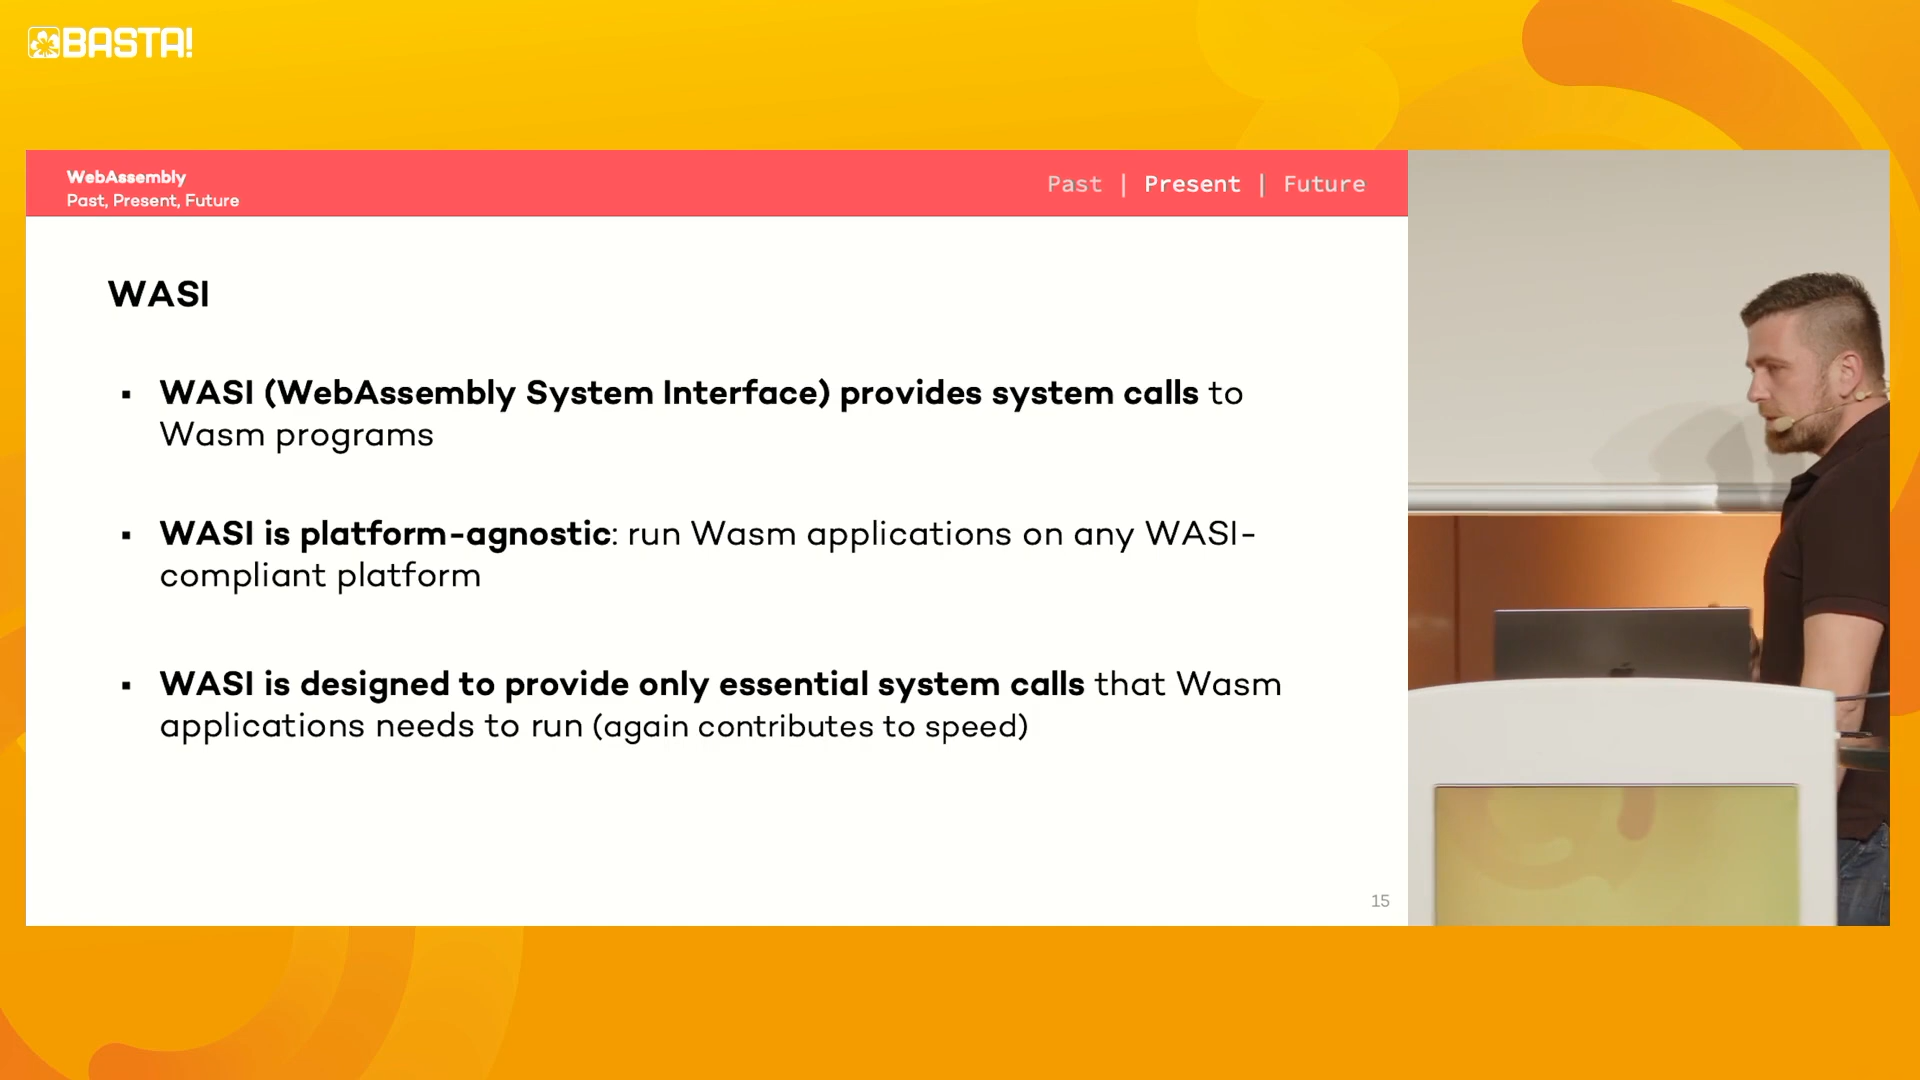 BASTA!
WebAssembly
Past, Present, Future
Past | Present | Future
WASI
▪ WASI (WebAssembly System Interface) provides system calls to
Wasm programs
▪ WASI is platform-agnostic: run Wasm applications on any WASI-
compliant platform
▪ WASI is designed to provide only essential system calls that Wasm
applications needs to run (again contributes to speed)
15